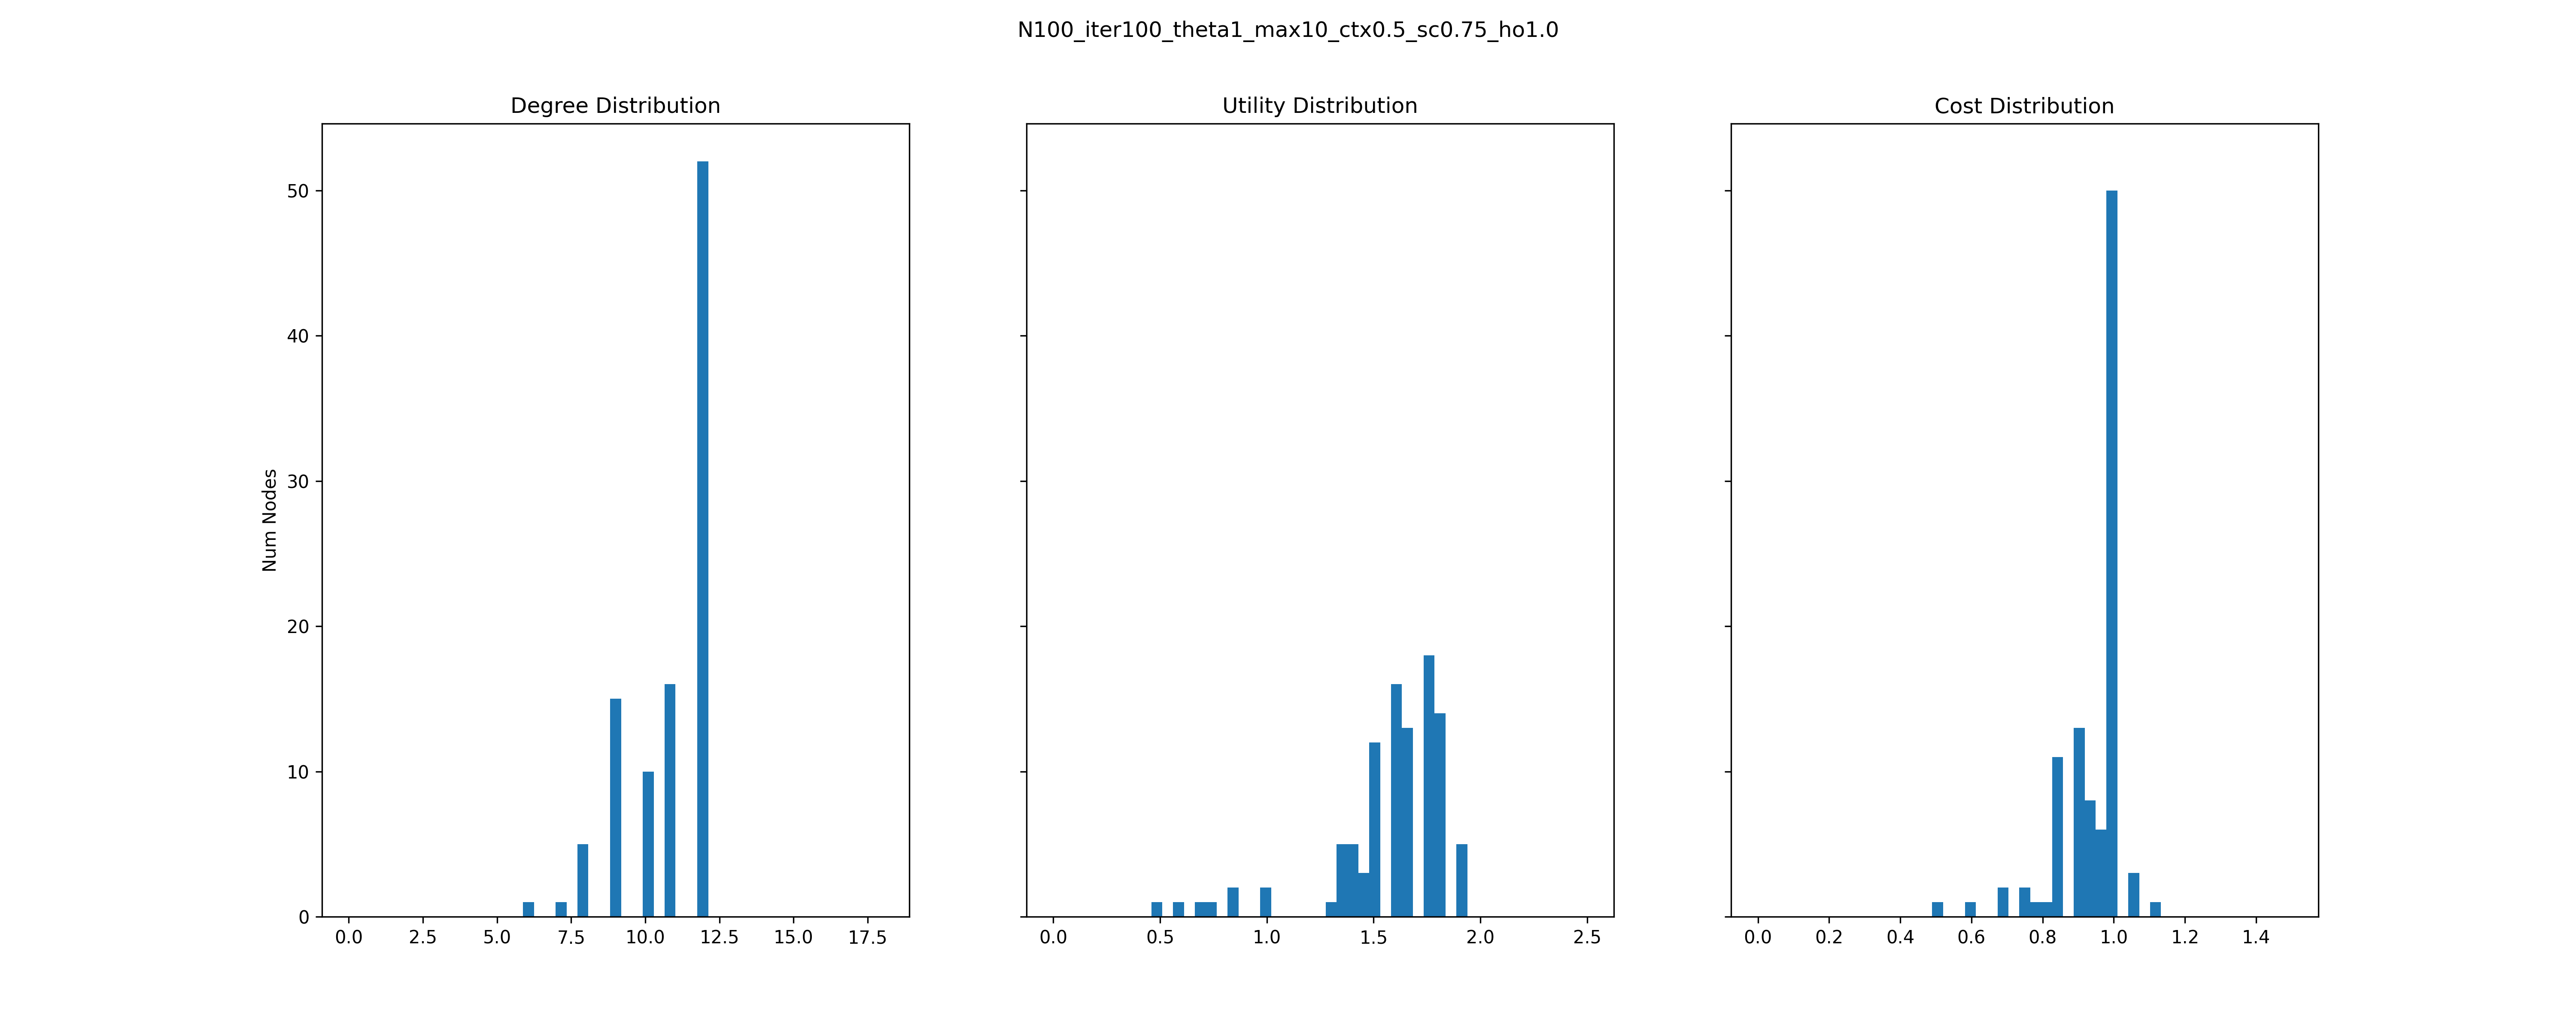 N100_iter100_theta1_max10_ctx0.5_sc0.75_ho1.0
Degree Distribution
Utility Distribution
Cost Distribution
Num Nodes
50
40
30
20
10
0
0.0 2.5 5.0 7.5 10.0 12.5 15.0 17.5
0.0 0.5 1.0 1.5 2.0 2.5
0.0 0.2 0.4 0.6 0.8 1.0 1.2 1.4